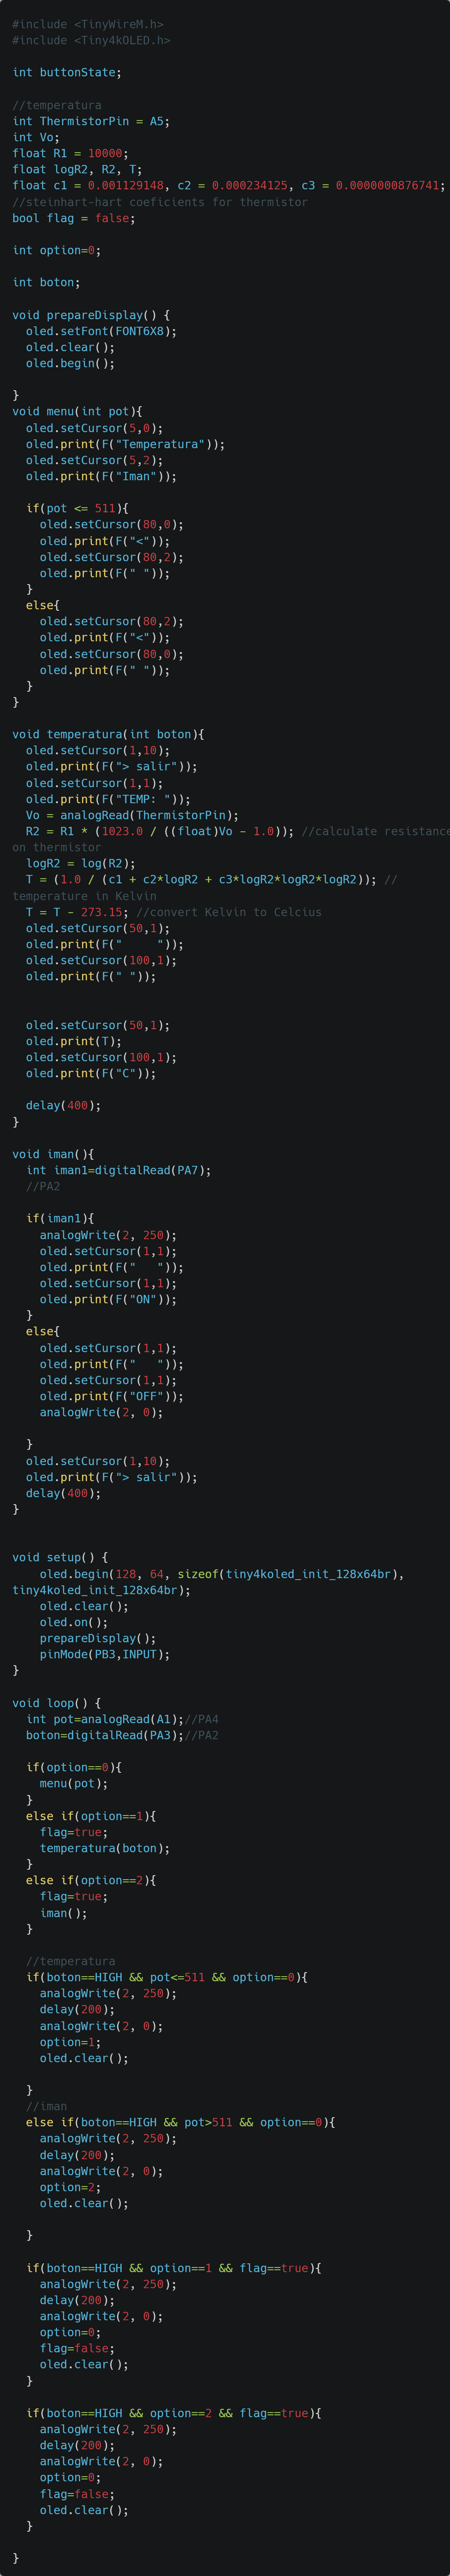 #include <TinyWireM.h>
#include <Tiny4kOLED.h>

int buttonState;

//temperatura
int ThermistorPin = A5;
int Vo;
float R1 = 10000;
float logR2, R2, T;
float c1 = 0.001129148, c2 = 0.000234125, c3 = 0.0000000876741;
//steinhart-hart coeficients for thermistor
bool flag = false;

int option=0;

int boton;

void prepareDisplay() {
  oled.setFont(FONT6X8);
  oled.clear();
  oled.begin();

}
void menu(int pot){
  oled.setCursor(5,0);
  oled.print(F("Temperatura"));
  oled.setCursor(5,2);
  oled.print(F("Iman"));

  if(pot <= 511){
    oled.setCursor(80,0);
    oled.print(F("<"));
    oled.setCursor(80,2);
    oled.print(F(" "));
  }
  else{
    oled.setCursor(80,2);
    oled.print(F("<"));
    oled.setCursor(80,0);
    oled.print(F(" "));
  }
}

void temperatura(int boton){
  oled.setCursor(1,10);
  oled.print(F("> salir"));
  oled.setCursor(1,1);
  oled.print(F("TEMP: "));
  Vo = analogRead(ThermistorPin);
  R2 = R1 * (1023.0 / ((float)Vo - 1.0)); //calculate resistance
on thermistor
  logR2 = log(R2);
  T = (1.0 / (c1 + c2*logR2 + c3*logR2*logR2*logR2)); //
temperature in Kelvin
  T = T - 273.15; //convert Kelvin to Celcius
  oled.setCursor(50,1);
  oled.print(F("     "));
  oled.setCursor(100,1);
  oled.print(F(" "));


  oled.setCursor(50,1);
  oled.print(T);
  oled.setCursor(100,1);
  oled.print(F("C"));

  delay(400);
}

void iman(){
  int iman1=digitalRead(PA7);
  //PA2

  if(iman1){
    analogWrite(2, 250);
    oled.setCursor(1,1);
    oled.print(F("   "));
    oled.setCursor(1,1);
    oled.print(F("ON"));
  }
  else{
    oled.setCursor(1,1);
    oled.print(F("   "));
    oled.setCursor(1,1);
    oled.print(F("OFF"));
    analogWrite(2, 0);

  }
  oled.setCursor(1,10);
  oled.print(F("> salir"));
  delay(400);
}


void setup() {
    oled.begin(128, 64, sizeof(tiny4koled_init_128x64br),
tiny4koled_init_128x64br);
    oled.clear();
    oled.on();
    prepareDisplay();
    pinMode(PB3,INPUT);
}

void loop() {
  int pot=analogRead(A1);//PA4
  boton=digitalRead(PA3);//PA2

  if(option==0){
    menu(pot);
  }
  else if(option==1){
    flag=true;
    temperatura(boton);
  }
  else if(option==2){
    flag=true;
    iman();
  }

  //temperatura
  if(boton==HIGH && pot<=511 && option==0){
    analogWrite(2, 250);
    delay(200);
    analogWrite(2, 0);
    option=1;
    oled.clear();

  }
  //iman
  else if(boton==HIGH && pot>511 && option==0){
    analogWrite(2, 250);
    delay(200);
    analogWrite(2, 0);
    option=2;
    oled.clear();

  }

  if(boton==HIGH && option==1 && flag==true){
    analogWrite(2, 250);
    delay(200);
    analogWrite(2, 0);
    option=0;
    flag=false;
    oled.clear();
  }

  if(boton==HIGH && option==2 && flag==true){
    analogWrite(2, 250);
    delay(200);
    analogWrite(2, 0);
    option=0;
    flag=false;
    oled.clear();
  }

}